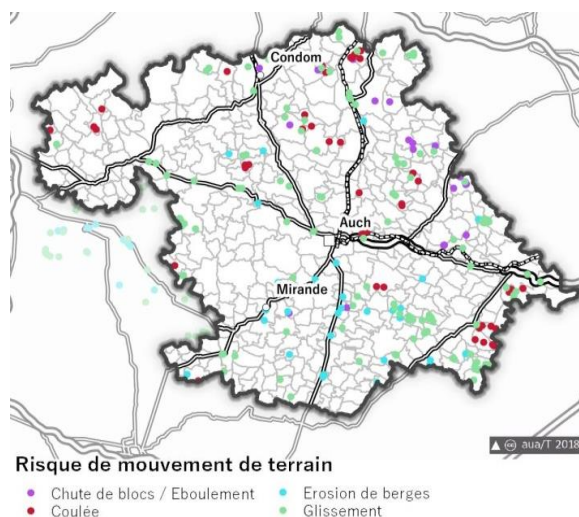 Condom
Auch
Mirande
aua/T 2018
Risque de mouvement de terrain
Chute de blocs / Eboulement
Erosion de berges
Coulée
Glissement